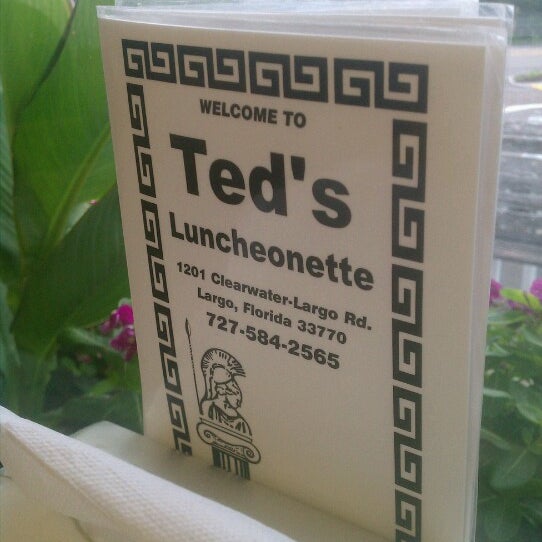 WELCOME TO
Ted's
Luncheonette
1201 Clearwater-Largo Rd.
Largo, Florida 33770
727-584-2565